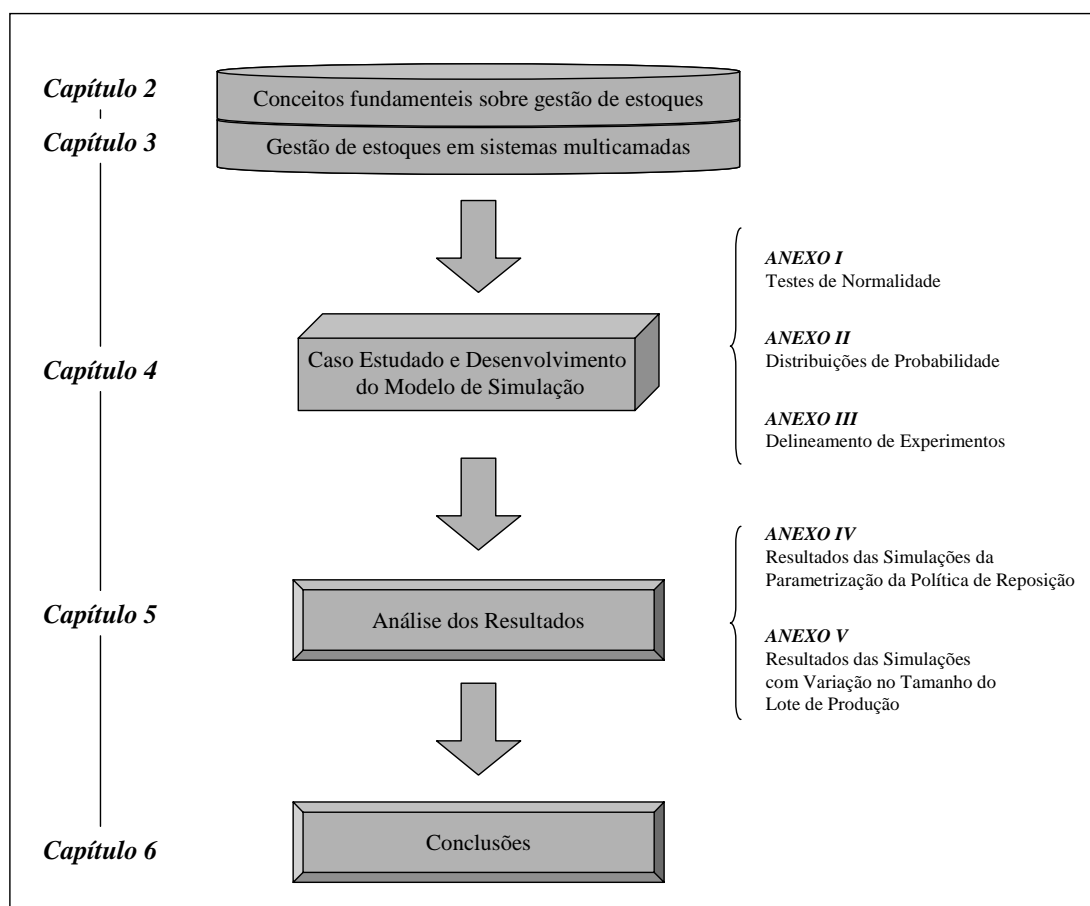 Capítulo 2
Conceitos fundamenteis sobre gestão de estoques
Capítulo 3
Gestão de estoques em sistemas multicamadas
Capítulo 4
Caso Estudado e Desenvolvimento
do Modelo de Simulação
ANEXO I
Testes de Normalidade
ANEXO II
Distribuições de Probabilidade
ANEXO III
Delineamento de Experimentos
Capítulo 5
Análise dos Resultados
ANEXO IV
Resultados das Simulações da
Parametrização da Política de Reposição
ANEXO V
Resultados das Simulações
com Variação no Tamanho do
Lote de Produção
Capítulo 6
Conclusões